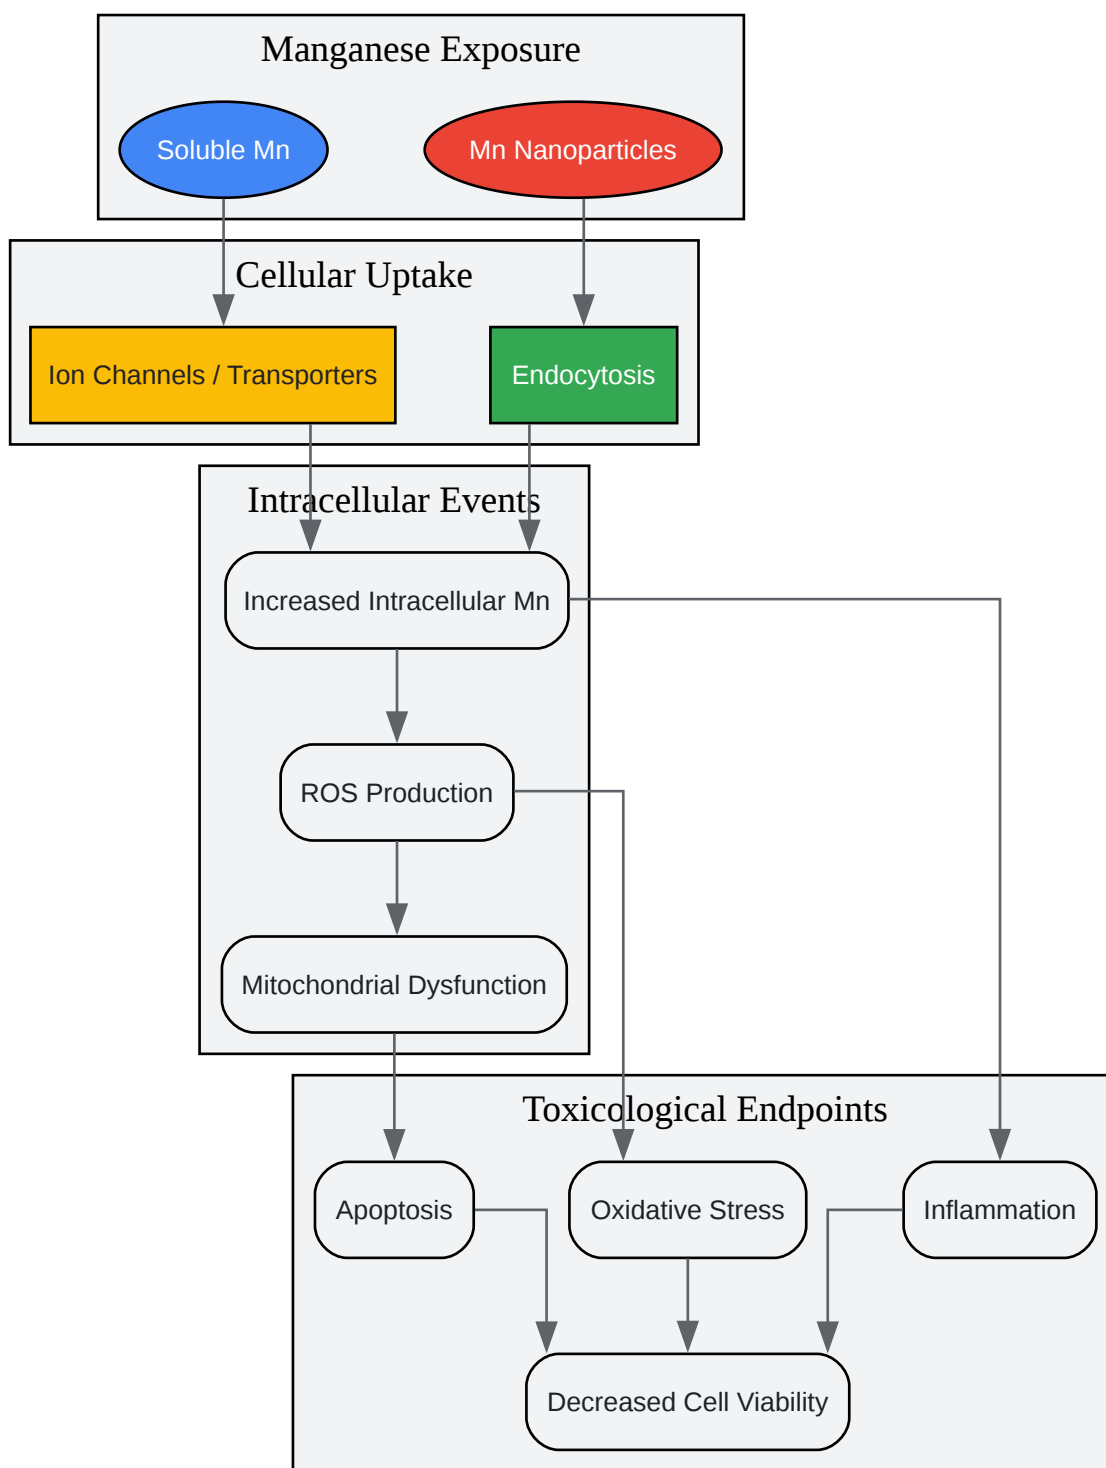 Manganese Exposure
Soluble Mn
Mn Nanoparticles
Cellular Uptake
Ion Channels / Transporters
Endocytosis
Intracellular Events
Increased Intracellular Mn
ROS Production
Mitochondrial Dysfunction
Toxicological Endpoints
Apoptosis
Oxidative Stress
Inflammation
Decreased Cell Viability